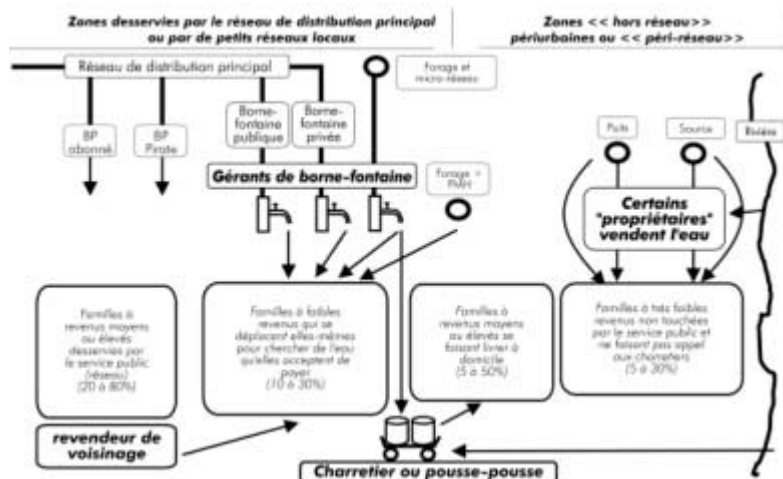 Zones desservies par le réseau de distribution principal
ou par de petits réseaux locaux
Zones << hors réseau>>
périurbaines ou << péri-réseau>>
Réseau de distribution principal
Forage et
micro-réseau
BP
abonné
BP
Pirate
Borne-
fontaine
publique
Borne-
fontaine
privée
Puits
Source
Rivière
Gérants de borne-fontaine
Forage +
PMH
Certains
"propriétaires"
vendent l'eau
Familles à
revenus moyens
ou élevés
desservies par
le service public
(réseau)
(20 à 80%)
Familles à faibles
revenus qui se
déplacent elles-mêmes
pour chercher de l'eau
qu'elles acceptent de
payer
(10 à 30%)
Familles à
revenus moyens
ou élevés se
faisant livrer à
domicile
(5 à 50%)
Familles à trés faibles
revenus non touchées
par le service public et
ne faisant pas appel
aux charretiers
(5 à 30%)
revendeur de
voisinage
Charretier ou pousse-pousse